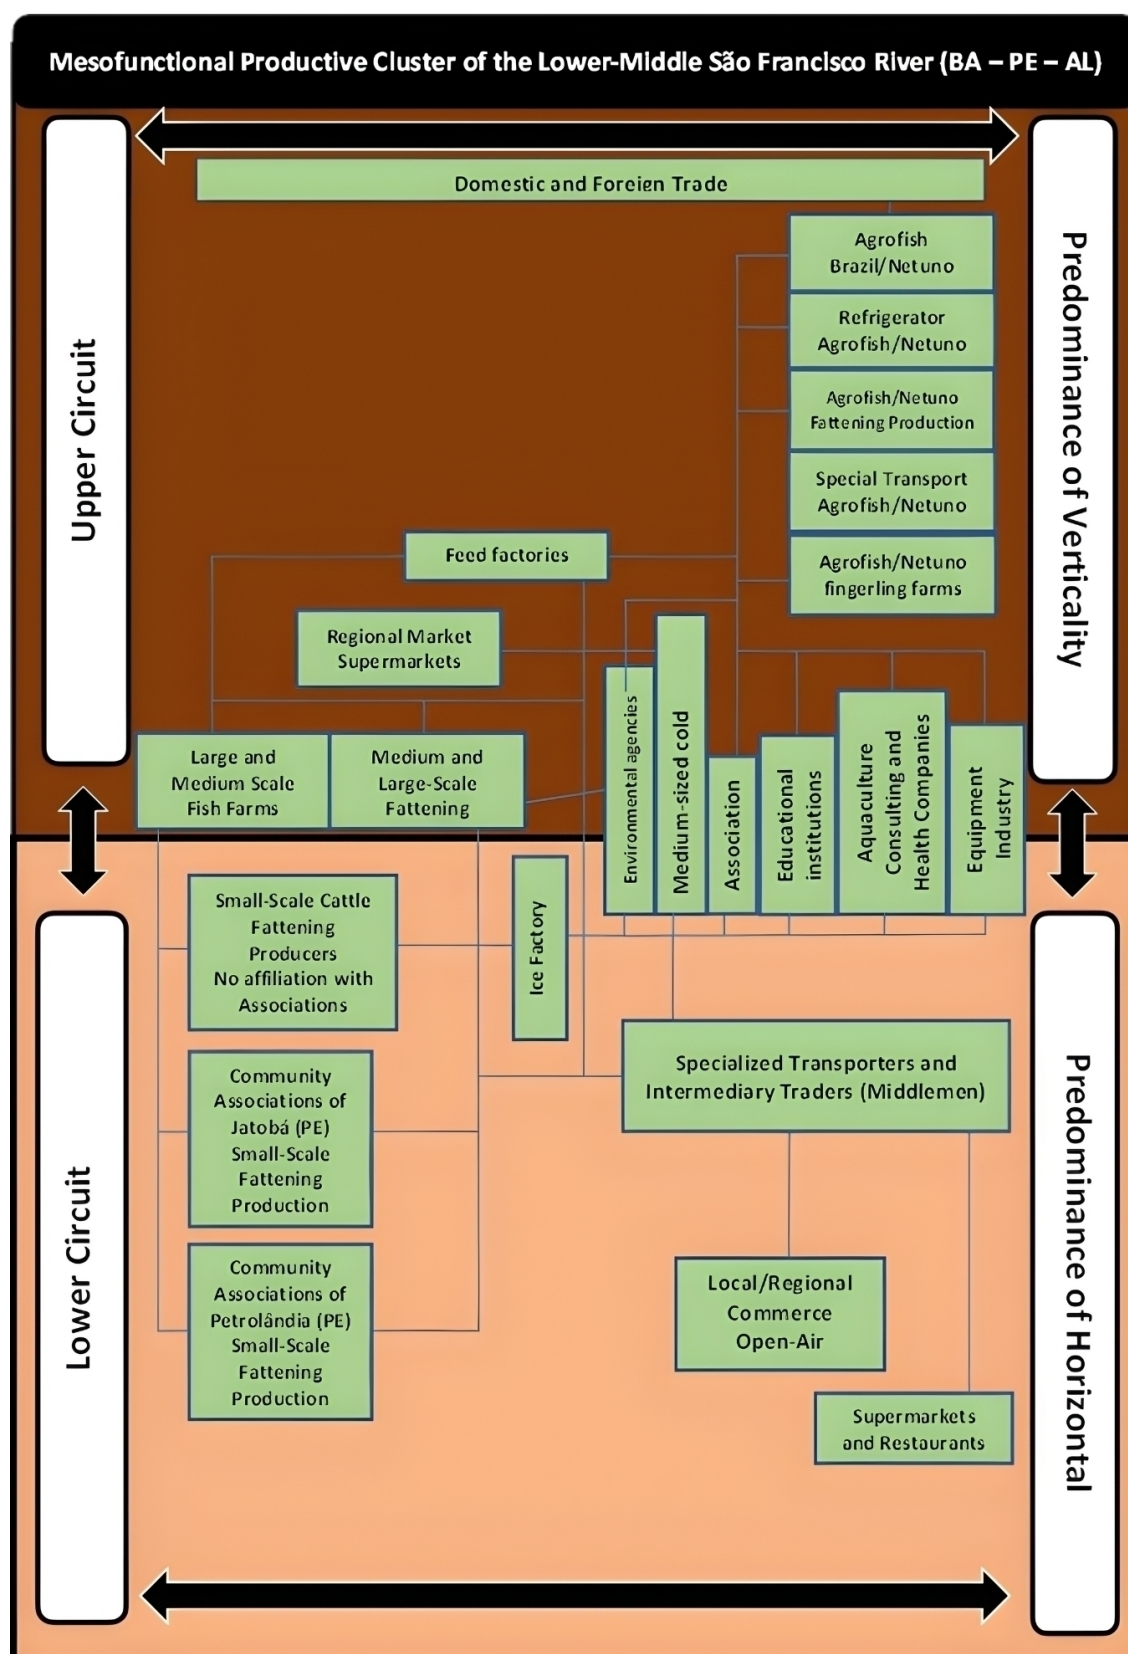 Mesofunctional Productive Cluster of the Lower-Middle São Francisco River (BA – PE – AL)
Upper Circuit
Predominance of Verticality
Domestic and Foreign Trade
Agrofish
Brazil/Netuno
Refrigerator
Agrofish/Netuno
Agrofish/Netuno
Fattening Production
Special Transport
Agrofish/Netuno
Agrofish/Netuno
fingerling farms
Feed factories
Regional Market
Supermarkets
Large and
Medium Scale
Fish Farms
Medium and
Large-Scale
Fattening
Environmental agencies
Medium-sized cold
Association
Educational
institutions
Aquaculture
Consulting and
Health Companies
Equipment
Industry
Lower Circuit
Predominance of Horizontal
Small-Scale Cattle
Fattening
Producers
No affiliation with
Associations
Ice Factory
Community
Associations of
Jatobá (PE)
Small-Scale
Fattening
Production
Specialized Transporters and
Intermediary Traders (Middlemen)
Community
Associations of
Petrolândia (PE)
Small-Scale
Fattening
Production
Local/Regional
Commerce
Open-Air
Supermarkets
and Restaurants